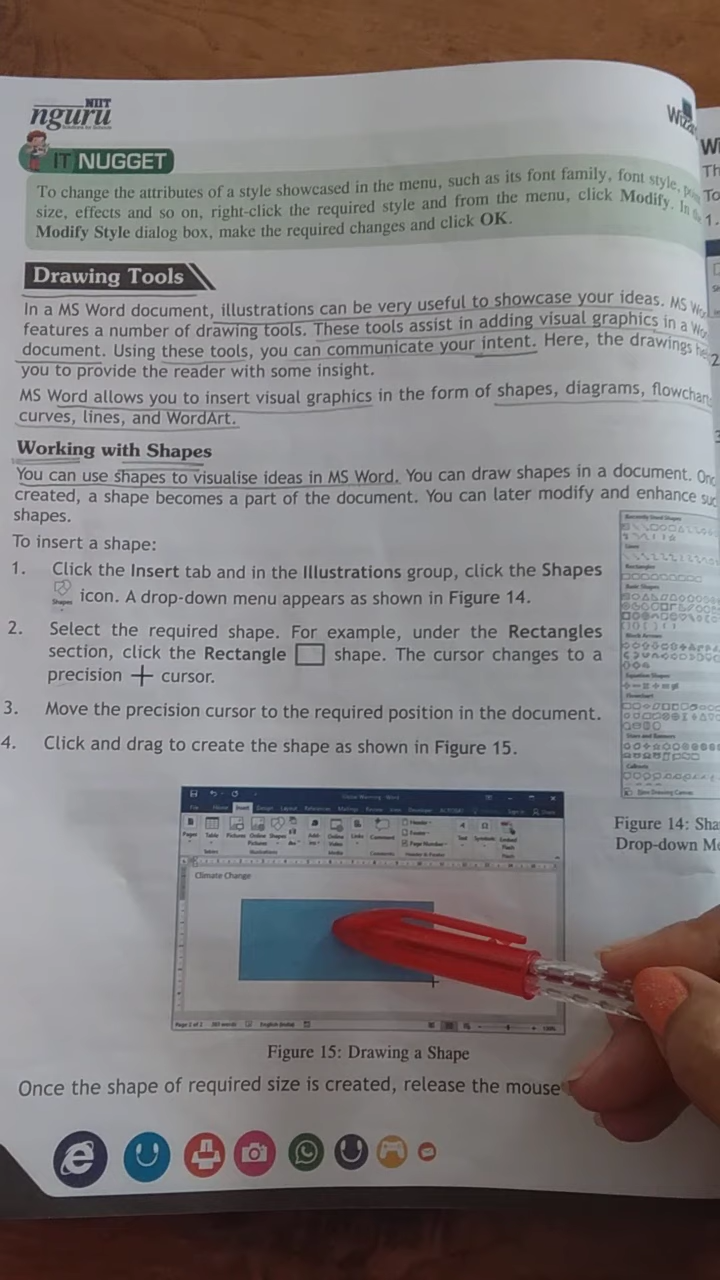 NIIT
nguru
IT NUGGET
To change the attributes of a style showcased in the menu, such as its font family, font style,
size, effects and so on, right-click the required style and from the menu, click Modify. In
Modify Style dialog box, make the required changes and click OK.
Drawing Tools
In a MS Word document, illustrations can be very useful to showcase your ideas. MS
features a number of drawing tools. These tools assist in adding visual graphics in a
document. Using these tools, you can communicate your intent. Here, the drawings
you to provide the reader with some insight.
MS Word allows you to insert visual graphics in the form of shapes, diagrams,
curves, lines, and WordArt.
Working with Shapes
You can use shapes to visualise ideas in MS Word. You can draw shapes in a document.
created, a shape becomes a part of the document. You can later modify and enhance
shapes.
To insert a shape:
1. Click the Insert tab and in the Illustrations group, click the Shapes
Shapes icon. A drop-down menu appears as shown in Figure 14.
2. Select the required shape. For example, under the Rectangles
section, click the Rectangle shape. The cursor changes to a
precision cursor.
3. Move the precision cursor to the required position in the document.
4. Click and drag to create the shape as shown in Figure 15.
Figure 14:
Drop-down
Climate Change
Figure 15: Drawing a Shape
Once the shape of required size is created, release the mouse